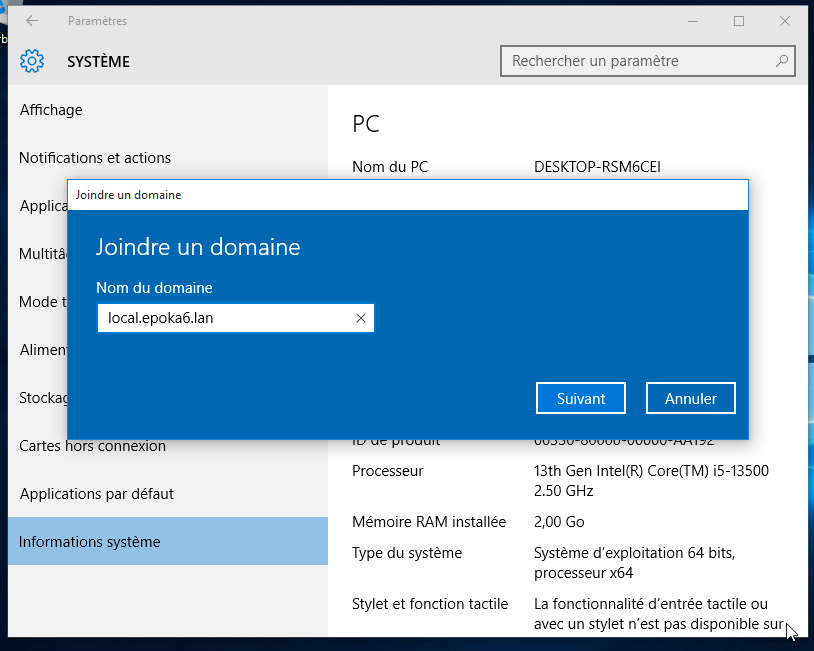 Paramètres
SYSTÈME
Rechercher un paramètre
Affichage
Notifications et actions
Applica
Multitâ
Mode t
Alimen
Stockag
Cartes hors connexion
Applications par défaut
Informations système
PC
Nom du PC DESKTOP-RSM6CEI
Joindre un domaine
Joindre un domaine
Nom du domaine
local.epoka6.lan
Suivant Annuler
ID de produit 00330-80000-00000-AA192
Processeur 13th Gen Intel(R) Core(TM) i5-13500
2.50 GHz
Mémoire RAM installée 2,00 Go
Type du système Système d’exploitation 64 bits,
processeur x64
Stylet et fonction tactile La fonctionnalité d’entrée tactile ou
avec un stylet n’est pas disponible sur